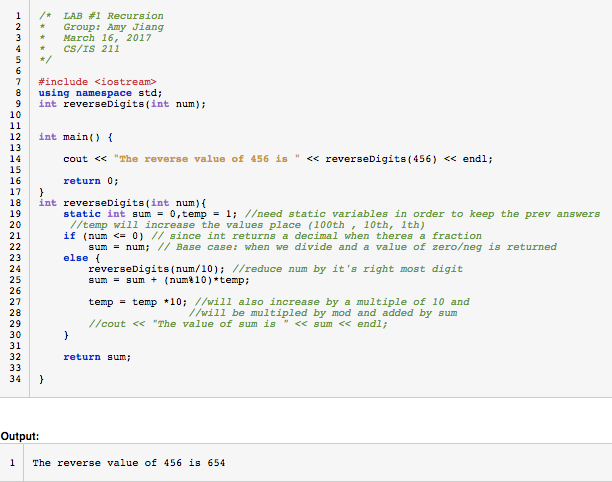 1 /* LAB #1 Recursion
2 * Group: Amy Jiang
3 * March 16, 2017
4 * CS/IS 211
5 */
6
7 #include <iostream>
8 using namespace std;
9 int reverseDigits(int num);
10
11
12 int main() {
13
14 cout << "The reverse value of 456 is " << reverseDigits(456) << endl;
15
16 return 0;
17 }
18 int reverseDigits(int num){
19 static int sum = 0,temp = 1; //need static variables in order to keep the prev answers
20 //temp will increase the values place (100th , 10th, 1th)
21 if (num <= 0) // since int returns a decimal when theres a fraction
22 sum = num; // Base case: when we divide and a value of zero/neg is returned
23 else {
24 reverseDigits(num/10); //reduce num by it's right most digit
25 sum = sum + (num%10)*temp;
26
27 temp = temp *10; //will also increase by a multiple of 10 and
28 //will be multipled by mod and added by sum
29 //cout << "The value of sum is " << sum << endl;
30 }
31
32 return sum;
33
34 }
Output:
1 The reverse value of 456 is 654